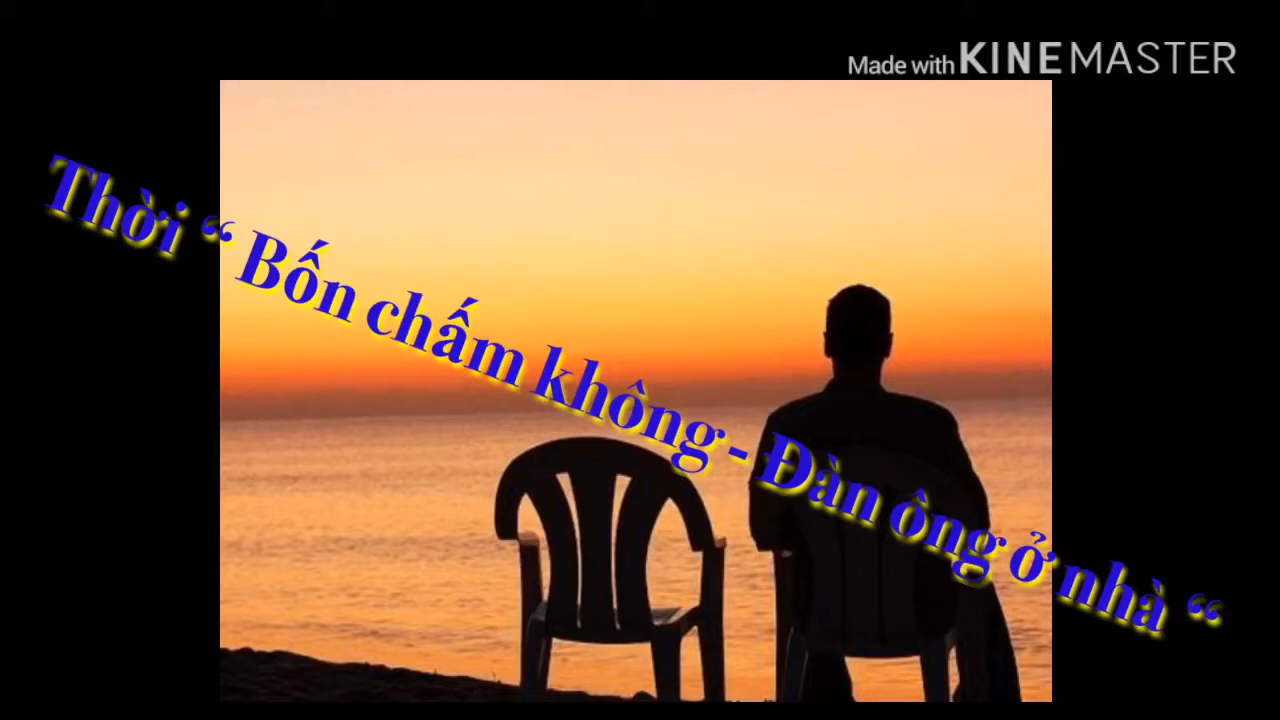 Made with KINEMASTER
Thời “ Bốn chấm không - Đàn ông ở nhà “